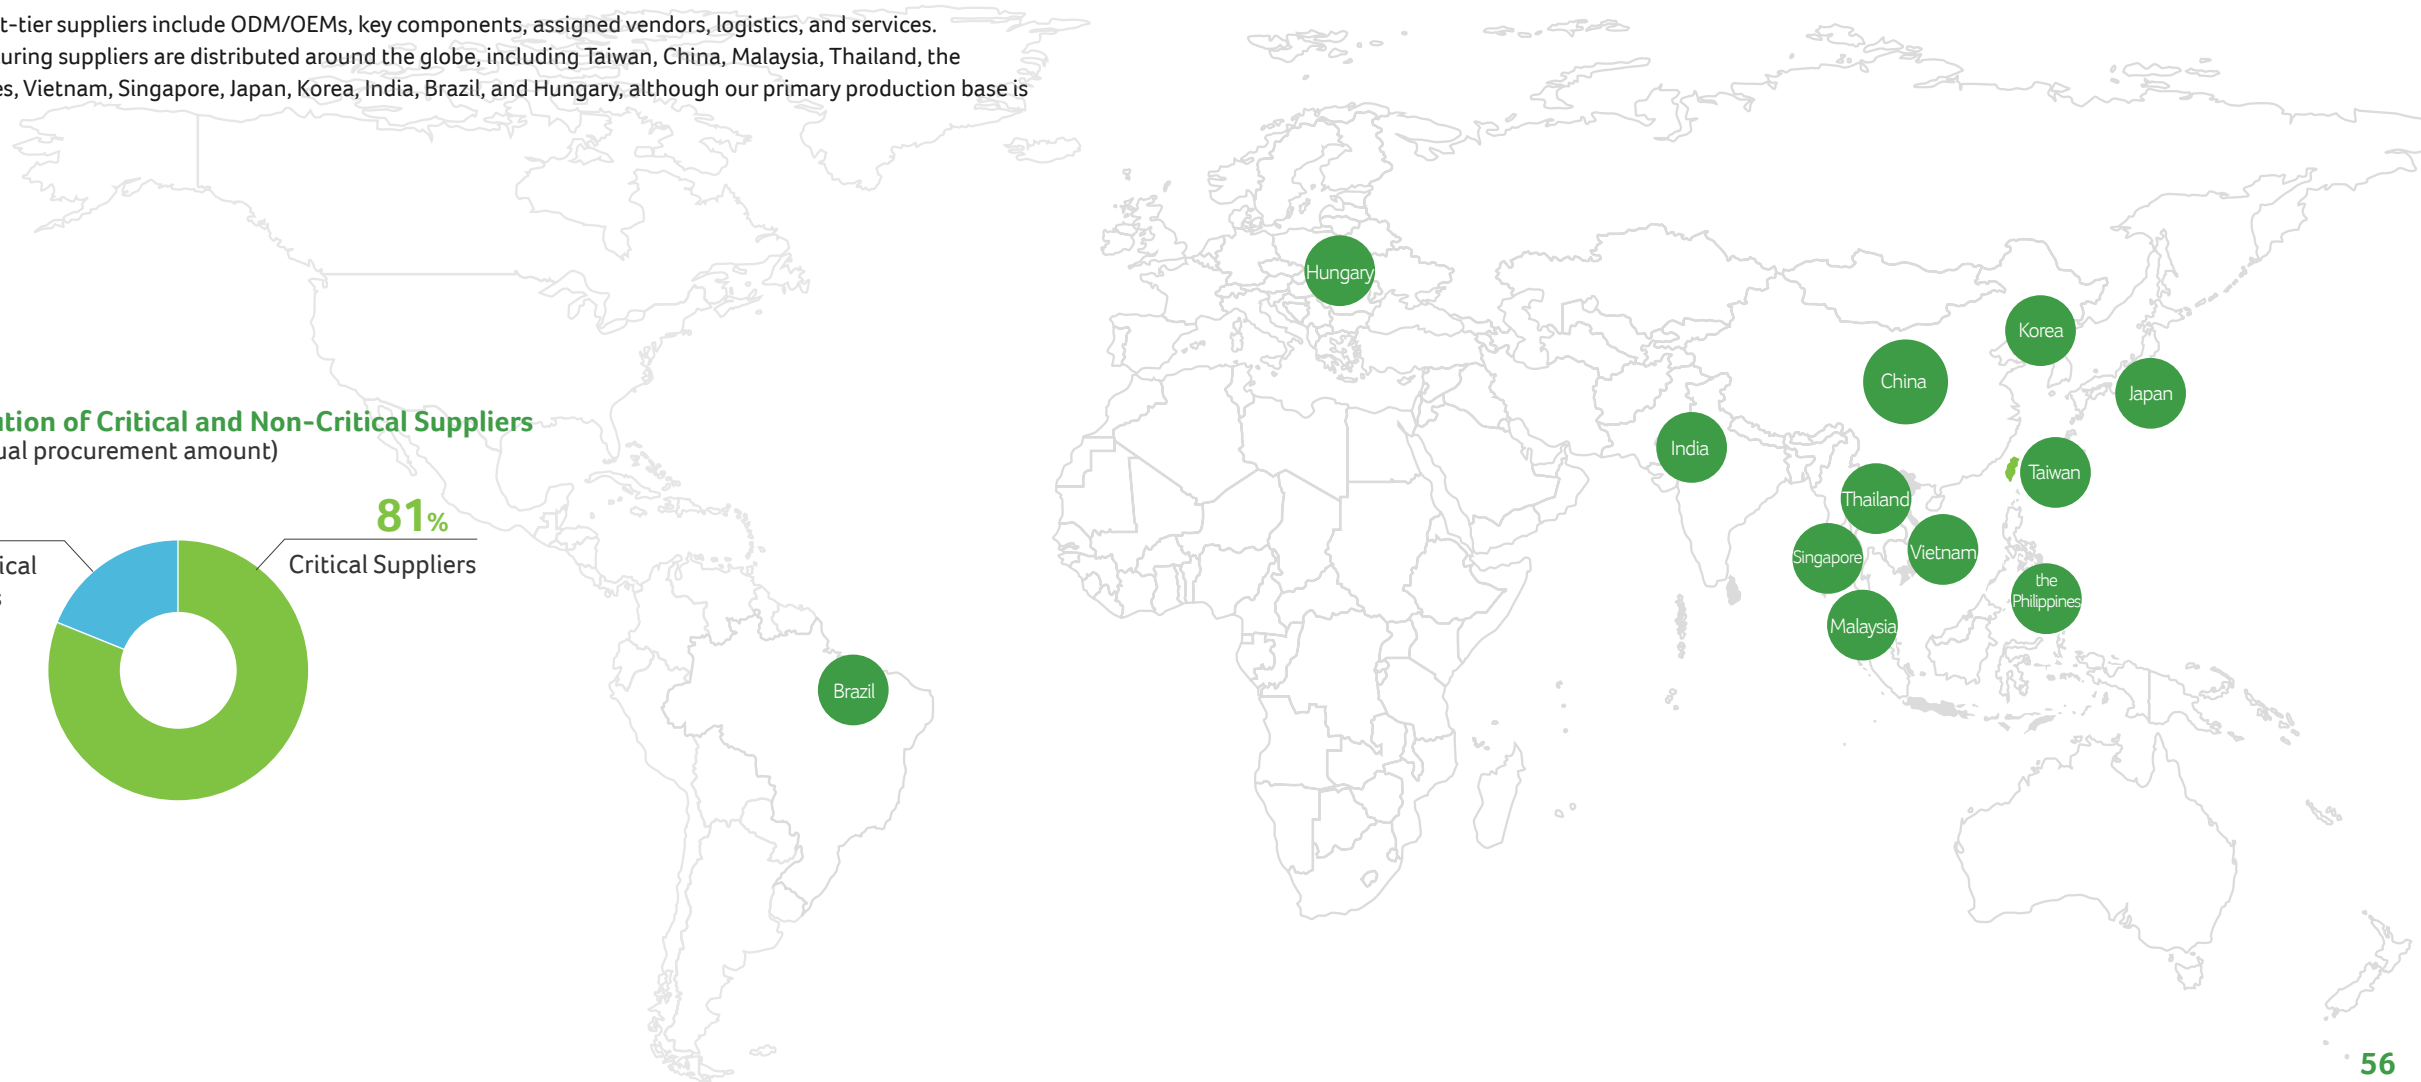 t-tier suppliers include ODM/OEMs, key components, assigned vendors, logistics, and services.
uring suppliers are distributed around the globe, including Taiwan, China, Malaysia, Thailand, the
es, Vietnam, Singapore, Japan, Korea, India, Brazil, and Hungary, although our primary production base is
Hungary
Korea
China
Japan
India
Taiwan
Thailand
Vietnam
Singapore
the
Philippines
Malaysia
Brazil
tion of Critical and Non-Critical Suppliers
ual procurement amount)
81%
Critical Suppliers
ical
s
56